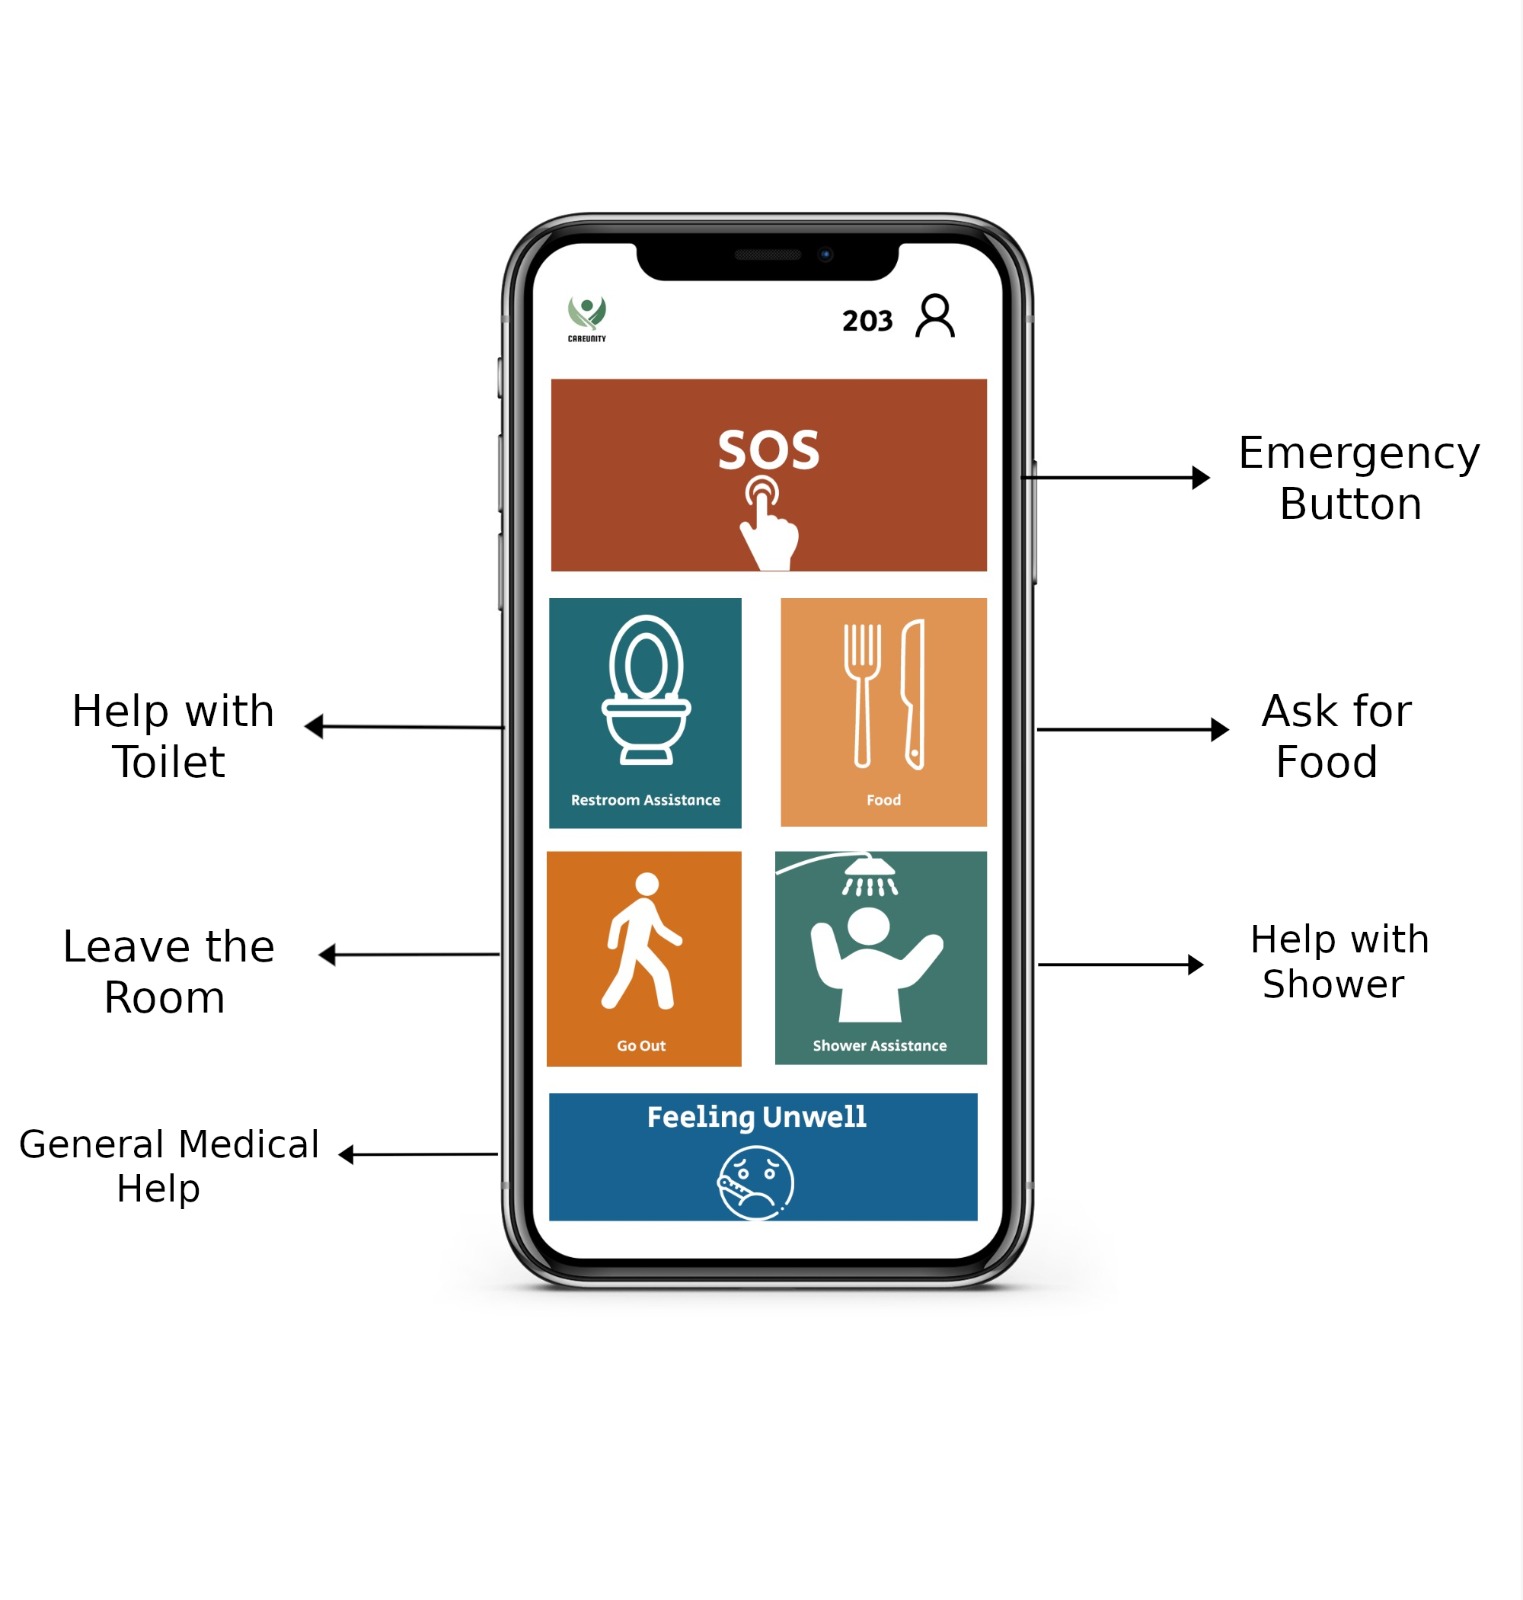 CAREUNITY
203
SOS
Emergency
Button
Help with
Toilet
Restroom Assistance
Food
Ask for
Food
Leave the
Room
Go Out
Shower Assistance
Help with
Shower
General Medical
Help
Feeling Unwell